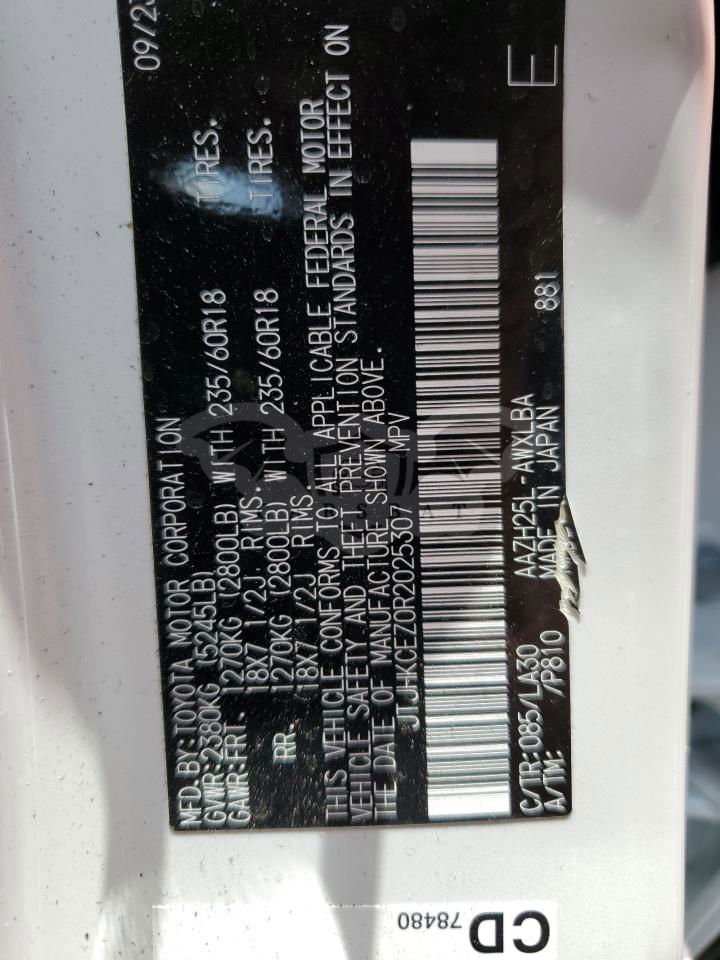 MFD.BY:TOYOTA MOTOR CORPORATION 09/23
GVWR:2380KG (5245LB)
GAWR:FRT. 1270KG (2800LB) WITH 235/60R18 TIRES.
18X7 1/2J RIMS.
RR. 1270KG (2800LB) WITH 235/60R18 TIRES.
18X7 1/2J RIMS.
THIS VEHICLE CONFORMS TO ALL APPLICABLE FEDERAL MOTOR
VEHICLE SAFETY AND THEFT PREVENTION STANDARDS IN EFFECT ON
THE DATE OF MANUFACTURE SHOWN ABOVE.
JTJHKCEZ0R2025307 MPV
C/TR:085/LA30 AAZH25L-AWXLBA
A/TM: /P810 MADE IN JAPAN 881 E
CD
78480